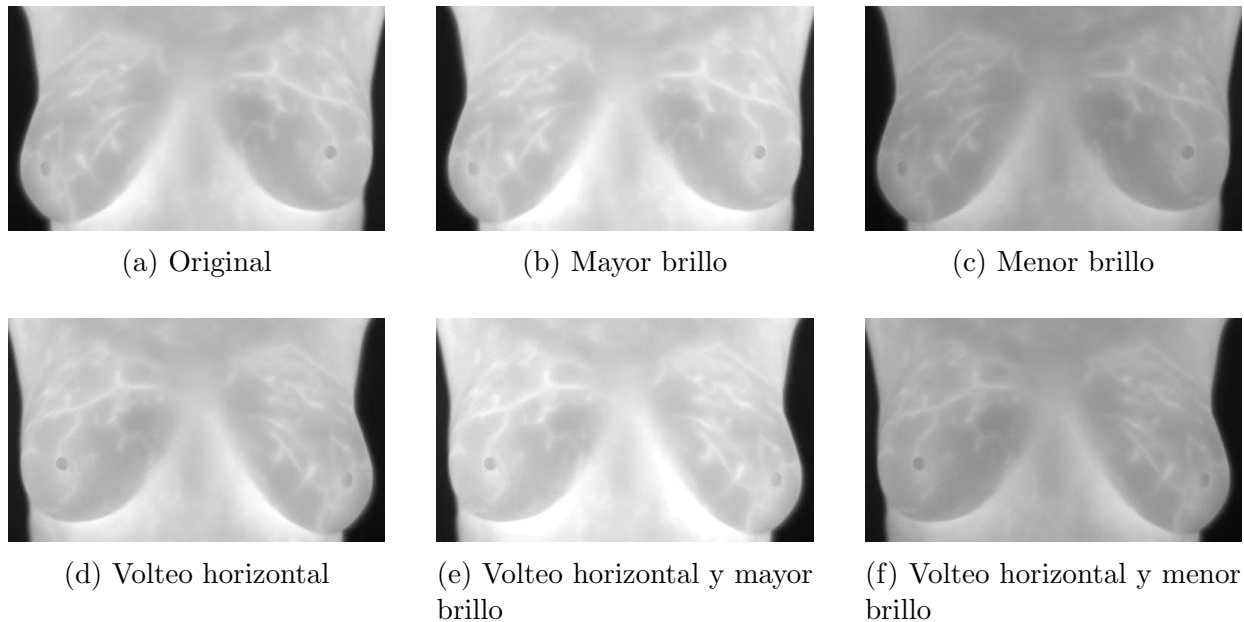 (a) Original
(b) Mayor brillo
(c) Menor brillo
(d) Volteo horizontal
(e) Volteo horizontal y mayor
brillo
(f) Volteo horizontal y menor
brillo